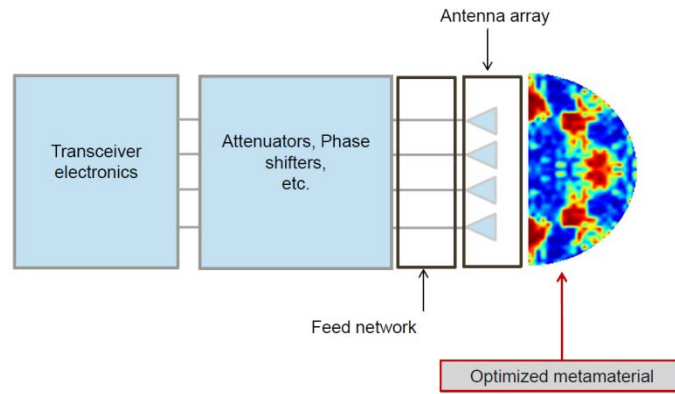 Antenna array
Transceiver
electronics
Attenuators, Phase
shifters,
etc.
Feed network
Optimized metamaterial